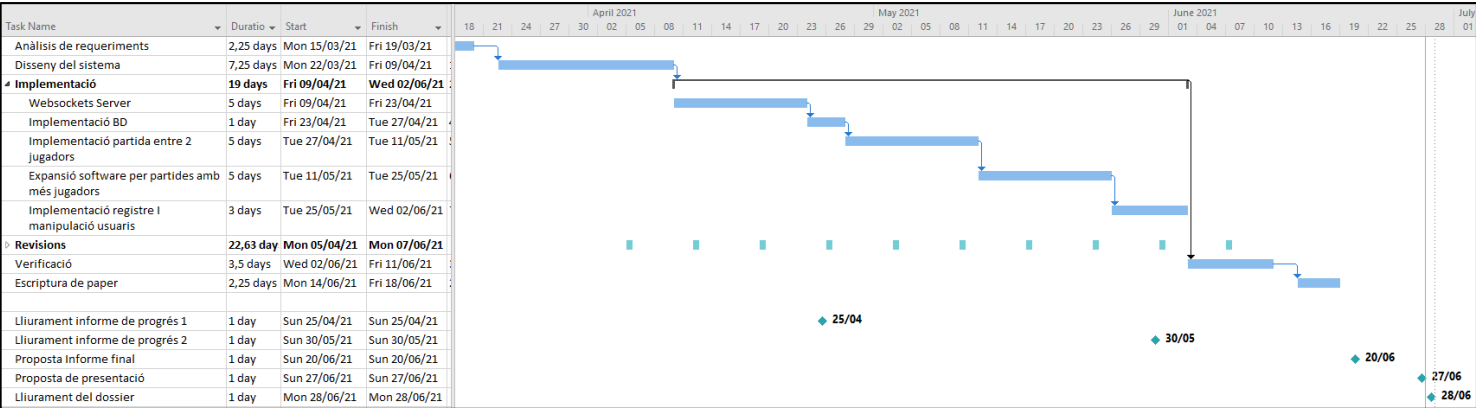 April 2021 May 2021 June 2021 July
Task Name Duratio Start Finish 18 21 24 27 30 02 05 08 11 14 17 20 23 26 29 02 05 08 11 14 17 20 23 26 29 01 04 07 10 13 16 19 22 25 28 01
Anàlisis de requeriments 2,25 days Mon 15/03/21 Fri 19/03/21
Disseny del sistema 7,25 days Mon 22/03/21 Fri 09/04/21
Implementació 19 days Fri 09/04/21 Wed 02/06/21
Websockets Server 5 days Fri 09/04/21 Fri 23/04/21
Implementació BD 1 day Fri 23/04/21 Tue 27/04/21
Implementació partida entre 2 5 days Tue 27/04/21 Tue 11/05/21
jugadors
Expansió software per partides amb 5 days Tue 11/05/21 Tue 25/05/21
més jugadors
Implementació registre I 3 days Tue 25/05/21 Wed 02/06/21
manipulació usuaris
Revisions 22,63 day Mon 05/04/21 Mon 07/06/21
Verificació 3,5 days Wed 02/06/21 Fri 11/06/21
Escriptura de paper 2,25 days Mon 14/06/21 Fri 18/06/21
Lliurament informe de progrés 1 1 day Sun 25/04/21 Sun 25/04/21 25/04
Lliurament informe de progrés 2 1 day Sun 30/05/21 Sun 30/05/21 30/05
Proposta Informe final 1 day Sun 20/06/21 Sun 20/06/21 20/06
Proposta de presentació 1 day Sun 27/06/21 Sun 27/06/21 27/06
Lliurament del dossier 1 day Mon 28/06/21 Mon 28/06/21 28/06